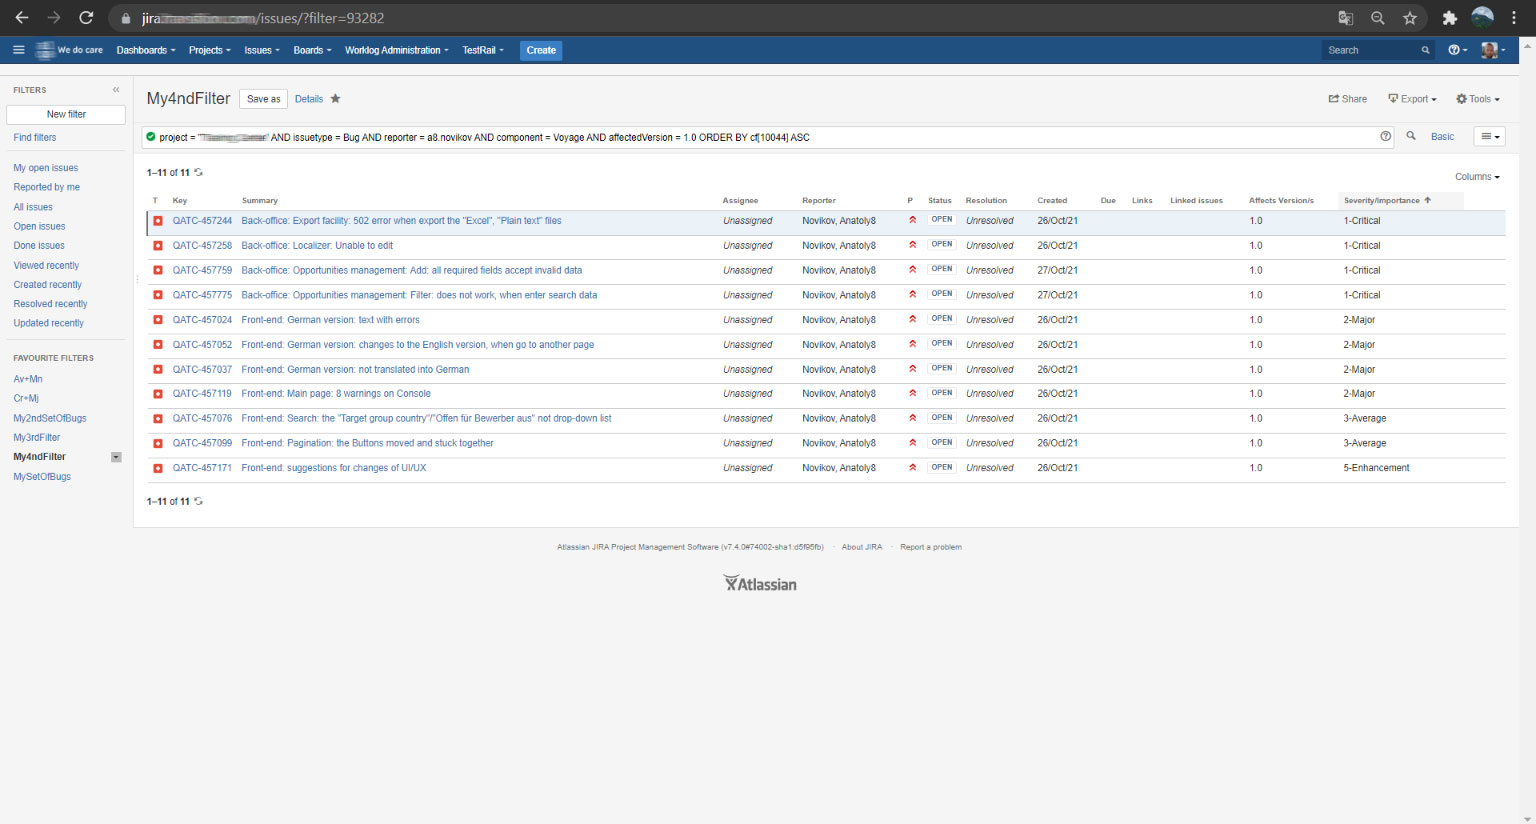 jira /issues/?filter=93282
We do care Dashboards Projects Issues Boards Worklog Administration TestRail Create Search
FILTERS
New filter
Find filters
My open issues
Reported by me
All issues
Open issues
Done issues
Viewed recently
Created recently
Resolved recently
Updated recently
FAVOURITE FILTERS
Av+Mn
Cr+Mj
My2ndSetOfBugs
My3rdFilter
My4ndFilter
MySetOfBugs
My4ndFilter Save as Details Share Export Tools
project = " " AND issuetype = Bug AND reporter = a8.novikov AND component = Voyage AND affectedVersion = 1.0 ORDER BY cf[10044] ASC Basic
1–11 of 11
Columns
T Key Summary Assignee Reporter P Status Resolution Created Due Links Linked issues Affects Version/s Severity/Importance
QATC-457244 Back-office: Export facility: 502 error when export the "Excel", "Plain text" files Unassigned Novikov, Anatoly8 OPEN Unresolved 26/Oct/21 1.0 1-Critical
QATC-457258 Back-office: Localizer: Unable to edit Unassigned Novikov, Anatoly8 OPEN Unresolved 26/Oct/21 1.0 1-Critical
QATC-457759 Back-office: Opportunities management: Add: all required fields accept invalid data Unassigned Novikov, Anatoly8 OPEN Unresolved 27/Oct/21 1.0 1-Critical
QATC-457775 Back-office: Opportunities management: Filter: does not work, when enter search data Unassigned Novikov, Anatoly8 OPEN Unresolved 27/Oct/21 1.0 1-Critical
QATC-457024 Front-end: German version: text with errors Unassigned Novikov, Anatoly8 OPEN Unresolved 26/Oct/21 1.0 2-Major
QATC-457052 Front-end: German version: changes to the English version, when go to another page Unassigned Novikov, Anatoly8 OPEN Unresolved 26/Oct/21 1.0 2-Major
QATC-457037 Front-end: German version: not translated into German Unassigned Novikov, Anatoly8 OPEN Unresolved 26/Oct/21 1.0 2-Major
QATC-457119 Front-end: Main page: 8 warnings on Console Unassigned Novikov, Anatoly8 OPEN Unresolved 26/Oct/21 1.0 2-Major
QATC-457076 Front-end: Search: the "Target group country"/"Offen für Bewerber aus" not drop-down list Unassigned Novikov, Anatoly8 OPEN Unresolved 26/Oct/21 1.0 3-Average
QATC-457099 Front-end: Pagination: the Buttons moved and stuck together Unassigned Novikov, Anatoly8 OPEN Unresolved 26/Oct/21 1.0 3-Average
QATC-457171 Front-end: suggestions for changes of UI/UX Unassigned Novikov, Anatoly8 OPEN Unresolved 26/Oct/21 1.0 5-Enhancement
1–11 of 11
Atlassian JIRA Project Management Software (v7.4.0#74002-sha1:d5f95fb) · About JIRA · Report a problem
Atlassian